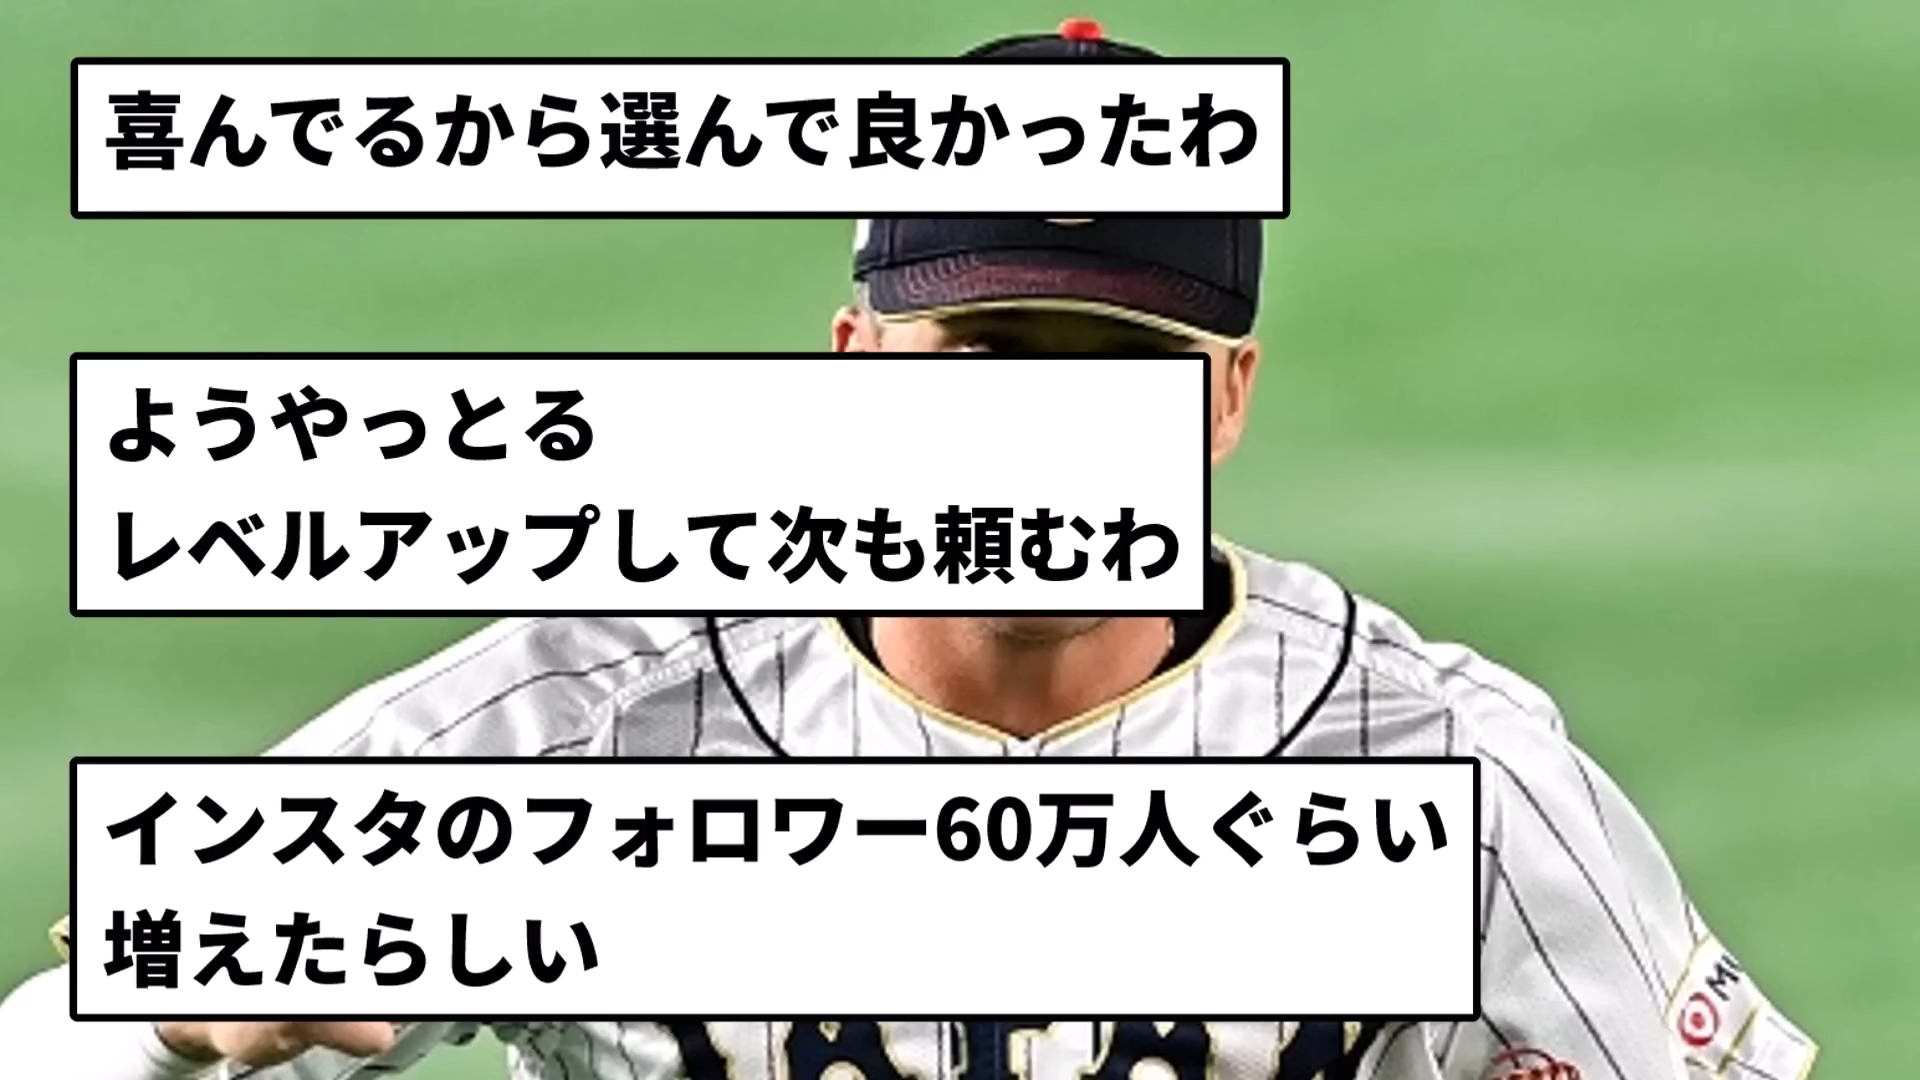 喜んでるから選んで良かったわ
ようやっとる
レベルアップして次も頼むわ
インスタのフォロワー60万人ぐらい
増えたらしい